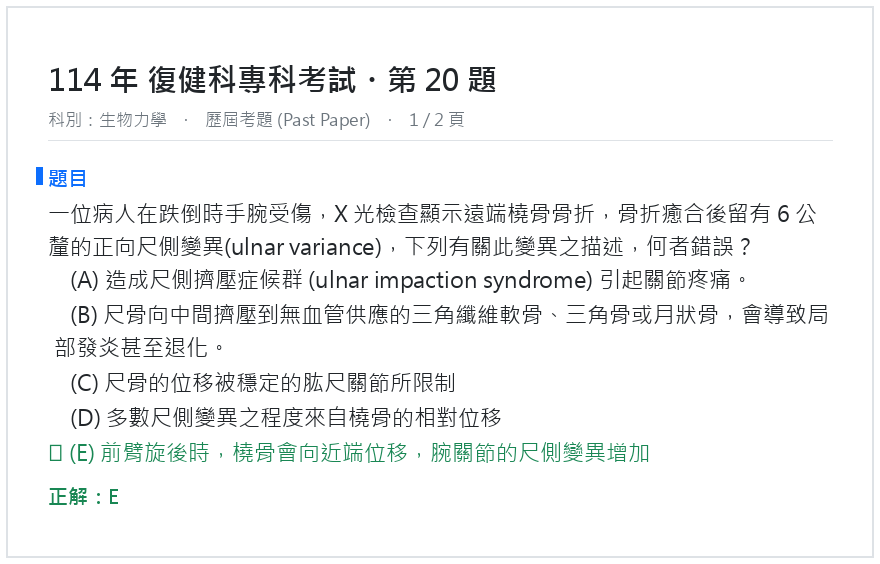 114 年 復健科專科考試・第 20 題
科別：生物力學 · 歷屆考題 (Past Paper) · 1 / 2 頁
題目
一位病人在跌倒時手腕受傷，X 光檢查顯示遠端橈骨骨折，骨折癒合後留有 6 公
釐的正向尺側變異(ulnar variance)，下列有關此變異之描述，何者錯誤？
(A) 造成尺側擠壓症候群 (ulnar impaction syndrome) 引起關節疼痛。
(B) 尺骨向中間擠壓到無血管供應的三角纖維軟骨、三角骨或月狀骨，會導致局
部發炎甚至退化。
(C) 尺骨的位移被穩定的肱尺關節所限制
(D) 多數尺側變異之程度來自橈骨的相對位移
(E) 前臂旋後時，橈骨會向近端位移，腕關節的尺側變異增加
正解：E